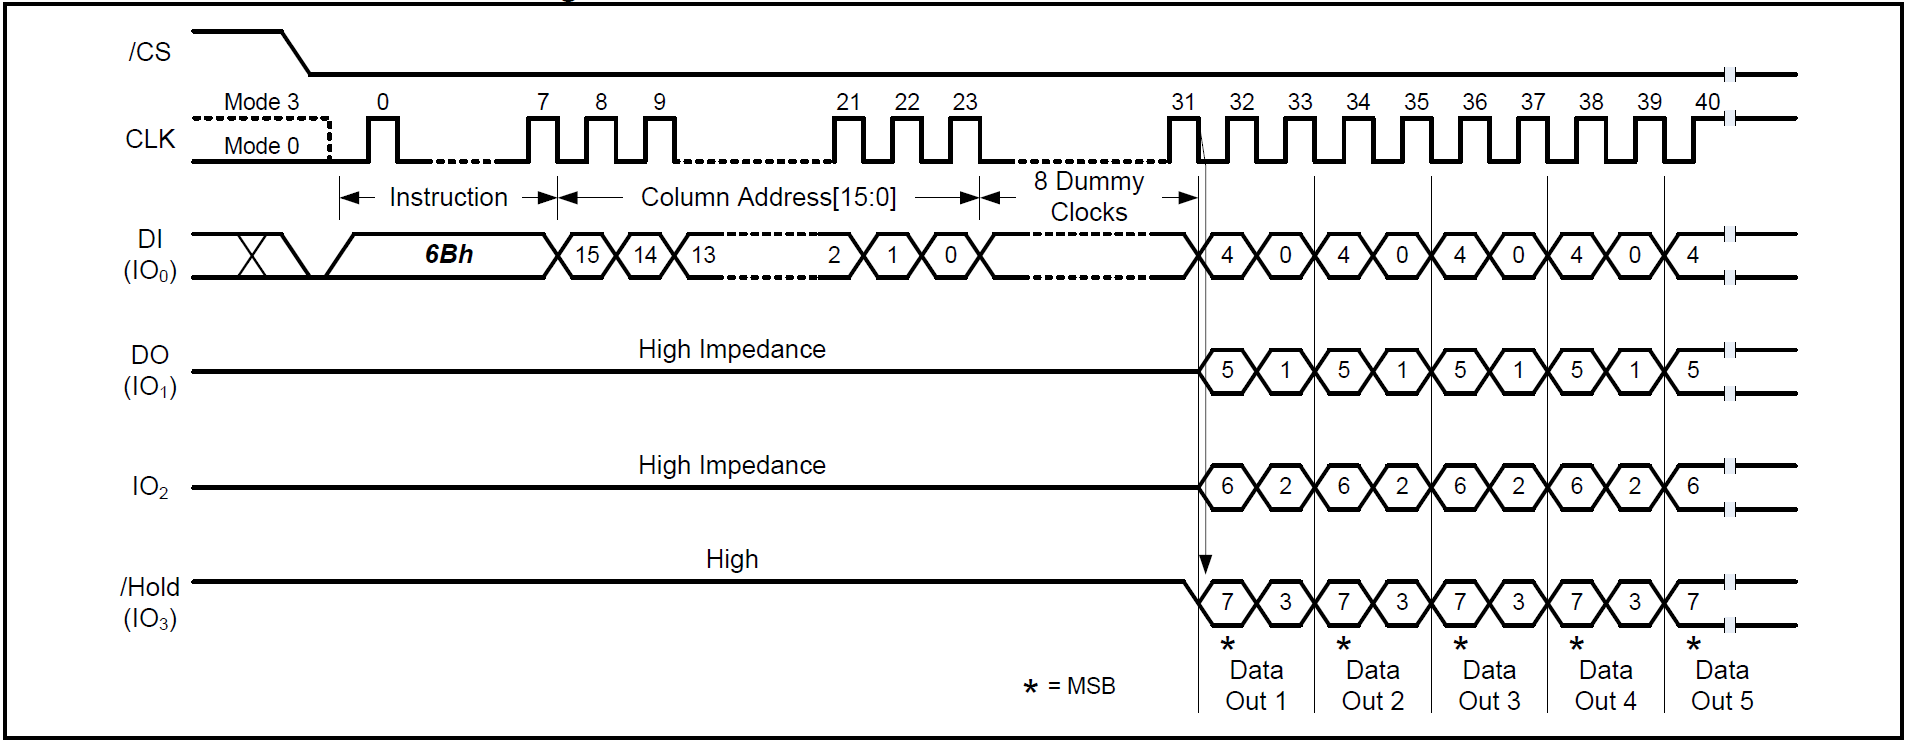 /CS
Mode 3 0 7 8 9 21 22 23 31 32 33 34 35 36 37 38 39 40
CLK
Mode 0
Instruction Column Address[15:0] 8 Dummy
Clocks
DI
(IO0)
6Bh 15 14 13 2 1 0 4 0 4 0 4 0 4 0 4
High Impedance
DO
(IO1)
5 1 5 1 5 1 5 1 5
High Impedance
IO2
6 2 6 2 6 2 6 2 6
High
/Hold
(IO3)
7 3 7 3 7 3 7 3 7
* * * * *
* = MSB
Data
Out 1
Data
Out 2
Data
Out 3
Data
Out 4
Data
Out 5